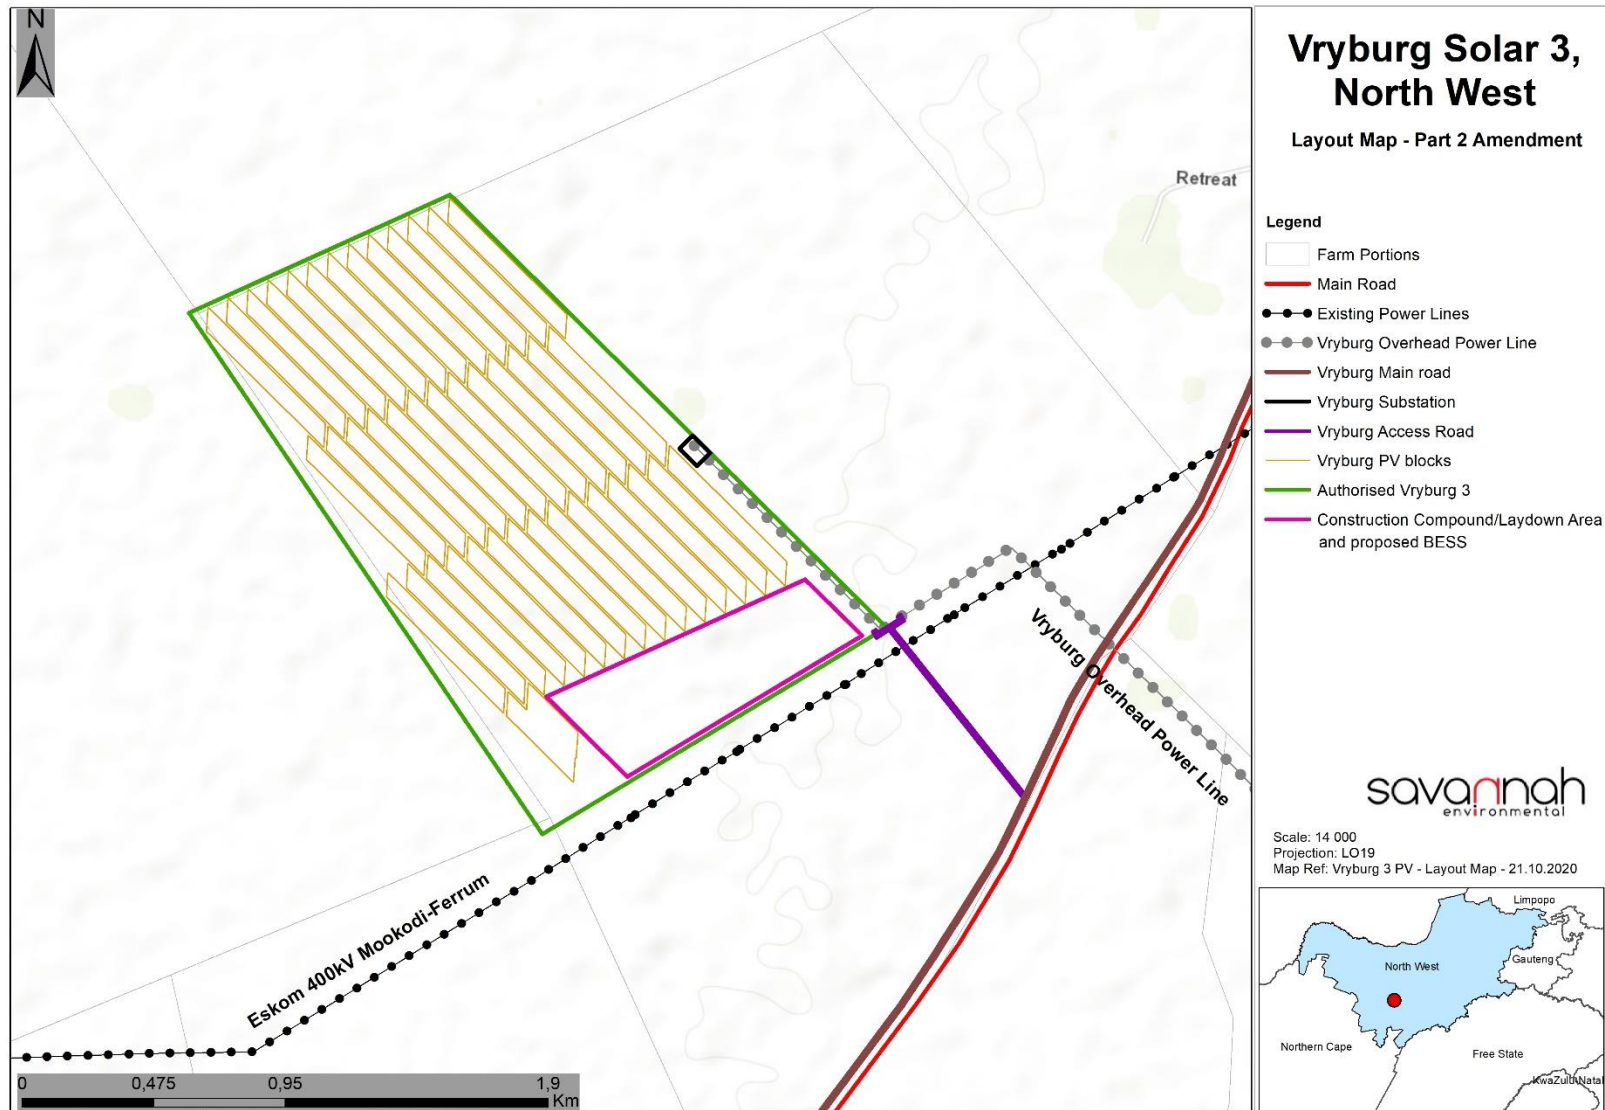 N
Retreat
Vryburg Overhead Power Line
Eskom 400kV Mookodi-Ferrum
0
0,475
0,95
1,9
Km
Vryburg Solar 3,
North West
Layout Map - Part 2 Amendment
Legend
Farm Portions
Main Road
Existing Power Lines
Vryburg Overhead Power Line
Vryburg Main road
Vryburg Substation
Vryburg Access Road
Vryburg PV blocks
Authorised Vryburg 3
Construction Compound/Laydown Area
and proposed BESS
savannah
environmental
Scale: 14 000
Projection: LO19
Map Ref: Vryburg 3 PV - Layout Map - 21.10.2020
Limpopo
Gauteng
North West
Northern Cape
Free State
KwaZulu-Natal